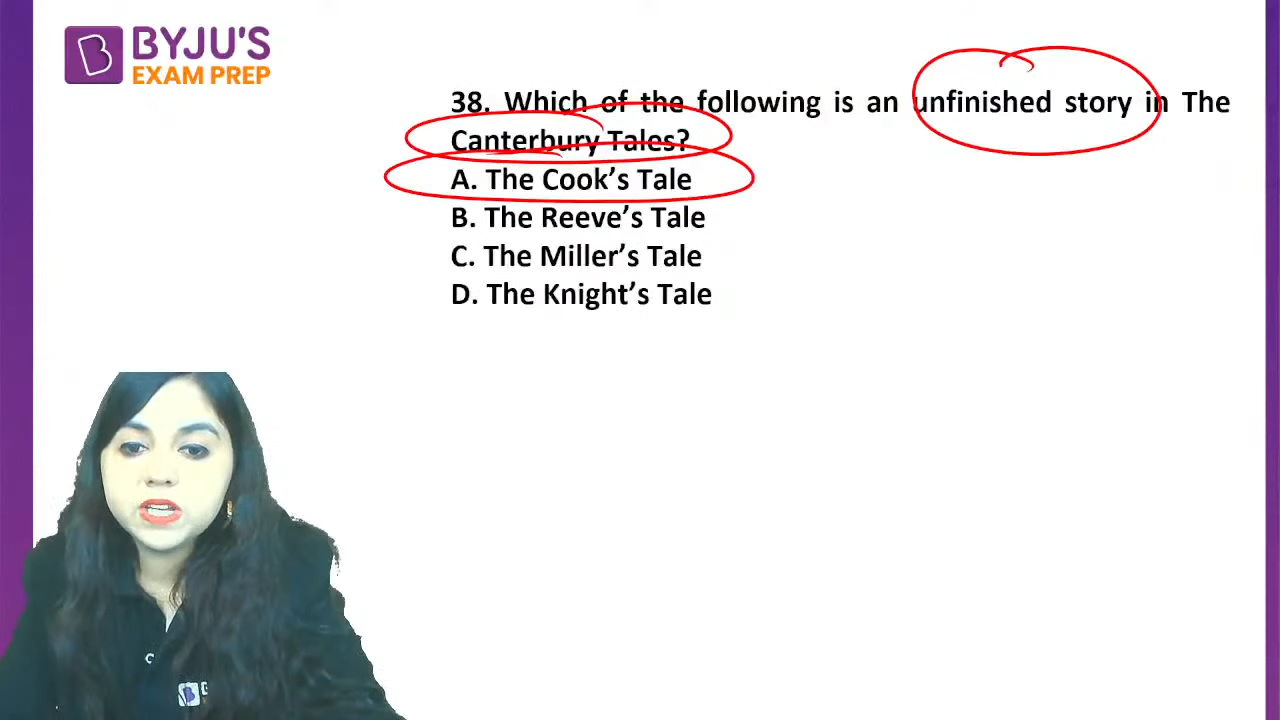 BYJU'S
EXAM PREP
38. Which of the following is an unfinished story in The
Canterbury Tales?
A. The Cook’s Tale
B. The Reeve’s Tale
C. The Miller’s Tale
D. The Knight’s Tale